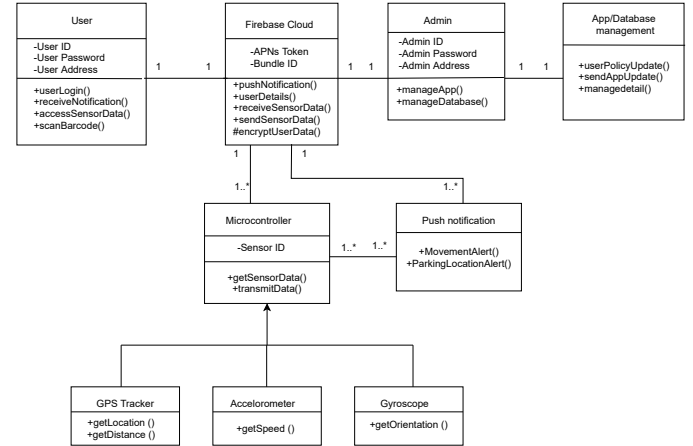 User
-User ID
-User Password
-User Address
+userLogin()
+receiveNotification()
+accessSensorData()
+scanBarcode()
1
1
Firebase Cloud
-APNs Token
-Bundle ID
+pushNotification()
+userDetails()
+receiveSensorData()
+sendSensorData()
#encryptUserData()
1
1
Admin
-Admin ID
-Admin Password
-Admin Address
+manageApp()
+manageDatabase()
1
1
App/Database
management
+userPolicyUpdate()
+sendAppUpdate()
+managedetail()
1
1
1..*
1..*
Microcontroller
-Sensor ID
+getSensorData()
+transmitData()
1..*
1..*
Push notification
+MovementAlert()
+ParkingLocationAlert()
GPS Tracker
+getLocation ()
+getDistance ()
Accelorometer
+getSpeed ()
Gyroscope
+getOrientation ()